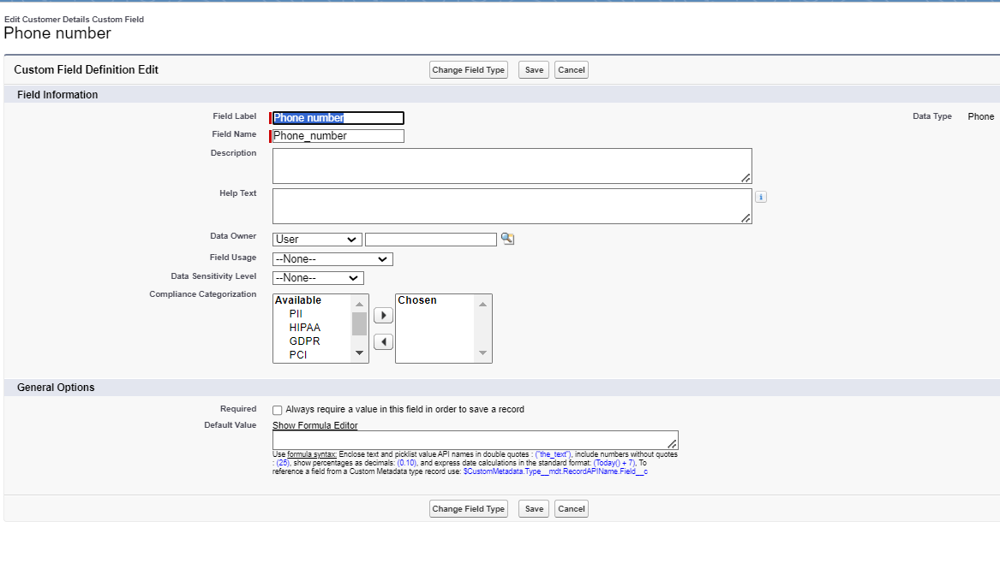 Edit Customer Details Custom Field
Phone number
Custom Field Definition Edit
Change Field Type Save Cancel
Field Information
Field Label Phone number Data Type Phone
Field Name Phone_number
Description
Help Text
Data Owner User
Field Usage --None--
Data Sensitivity Level --None--
Compliance Categorization
Available Chosen
PII
HIPAA
GDPR
PCI
General Options
Required Always require a value in this field in order to save a record
Default Value Show Formula Editor
Use formula syntax: Enclose text and picklist value API names in double quotes : ("the_text"), include numbers without quotes
: (25), show percentages as decimals: (0.10), and express date calculations in the standard format: (Today() + 7), To
reference a field from a Custom Metadata type record use: $CustomMetadata.Type__mdt.RecordAPIName.Field__c
Change Field Type Save Cancel